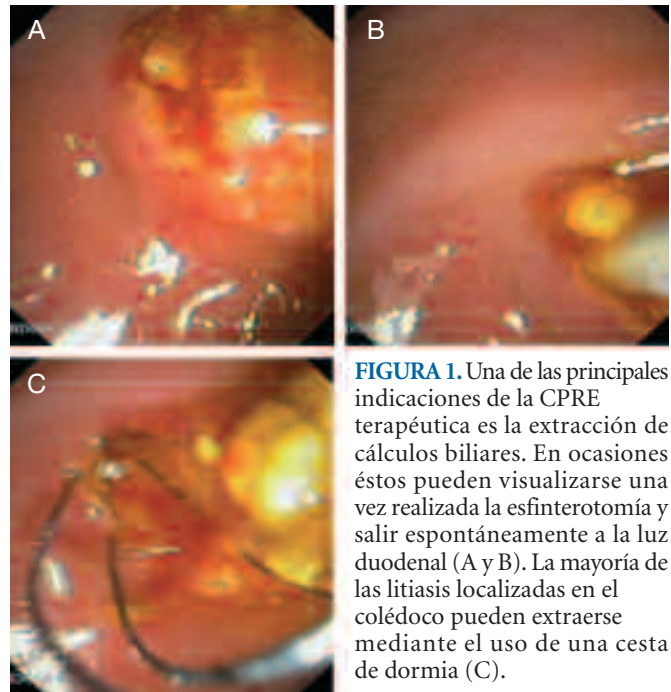 A
B
C
FIGURA 1. Una de las principales
indicaciones de la CPRE
terapéutica es la extracción de
cálculos biliares. En ocasiones
éstos pueden visualizarse una
vez realizada la esfinterotomía y
salir espontáneamente a la luz
duodenal (A y B). La mayoría de
las litiasis localizadas en el
colédoco pueden extraerse
mediante el uso de una cesta
de dormia (C).